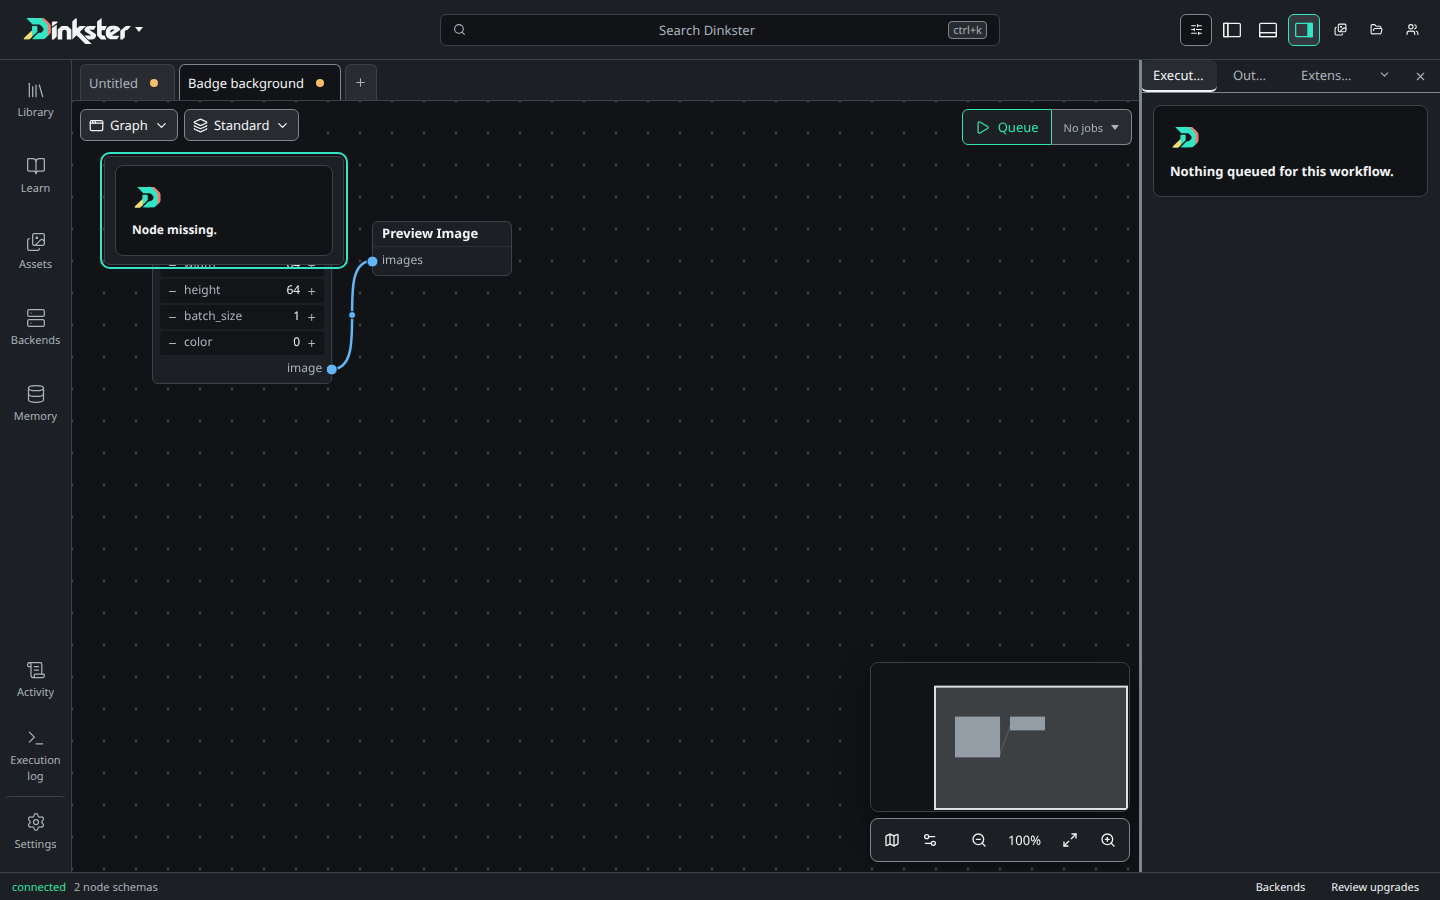 Dinkster
Search Dinkster
ctrl+k
Untitled
Badge background
Execut...
Out...
Extens...
Library
Learn
Assets
Backends
Memory
Graph
Standard
Queue
No jobs
Nothing queued for this workflow.
Node missing.
Preview Image
images
height 64
batch_size 1
color 0
image
Activity
Execution
log
Settings
100%
connected 2 node schemas
Backends
Review upgrades